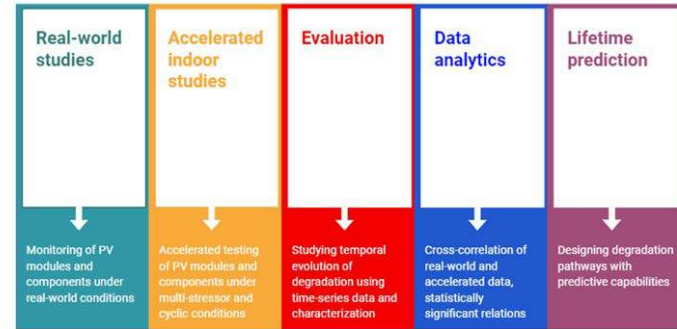 Real-world
studies
Accelerated
indoor
studies
Evaluation
Data
analytics
Lifetime
prediction
Monitoring of PV
modules and
components under
real-world conditions
Accelerated testing
of PV modules and
components under
multi-stressor and
cyclic conditions
Studying temporal
evolution of
degradation using
time-series data and
characterization
Cross-correlation of
real-world and
accelerated data,
statistically
significant relations
Designing degradation
pathways with
predictive capabilities